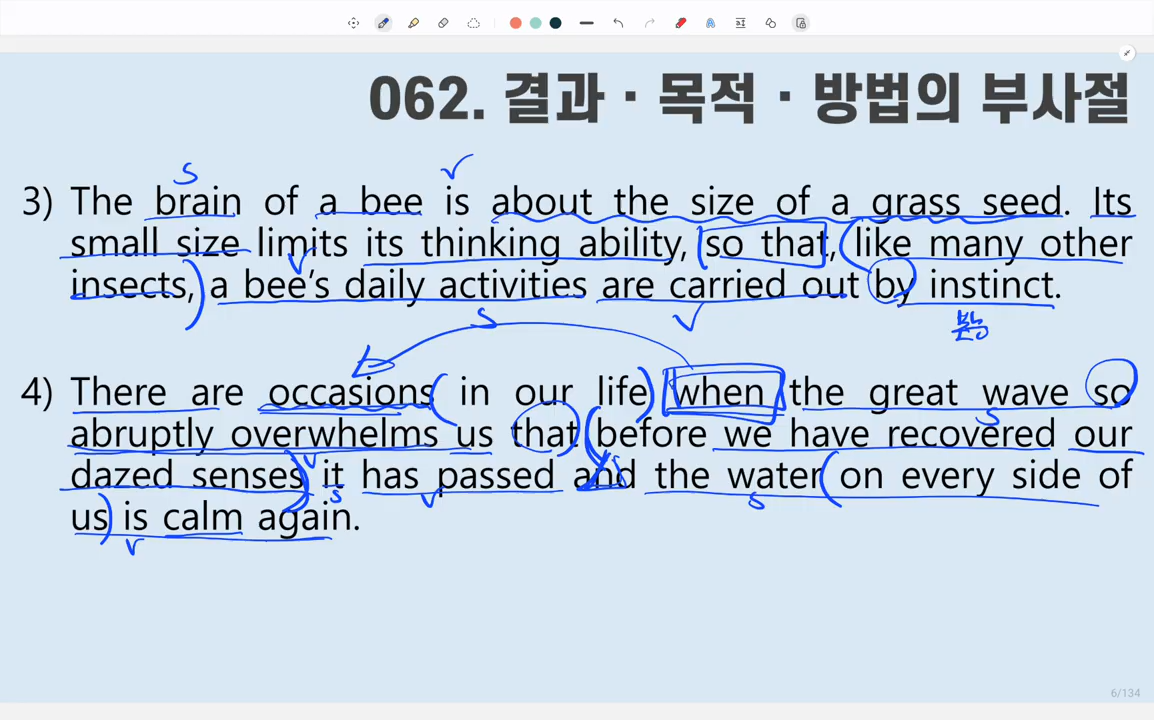 062. 결과 · 목적 · 방법의 부사절
S V
3) The brain of a bee is about the size of a grass seed. Its
small size limits its thinking ability, so that, like many other
V
insects, a bee's daily activities are carried out by instinct.
S V 본능
4) There are occasions in our life when the great wave so
S
abruptly overwhelms us that before we have recovered our
V S
dazed senses it has passed and the water on every side of
S V S
us is calm again.
V
6/134